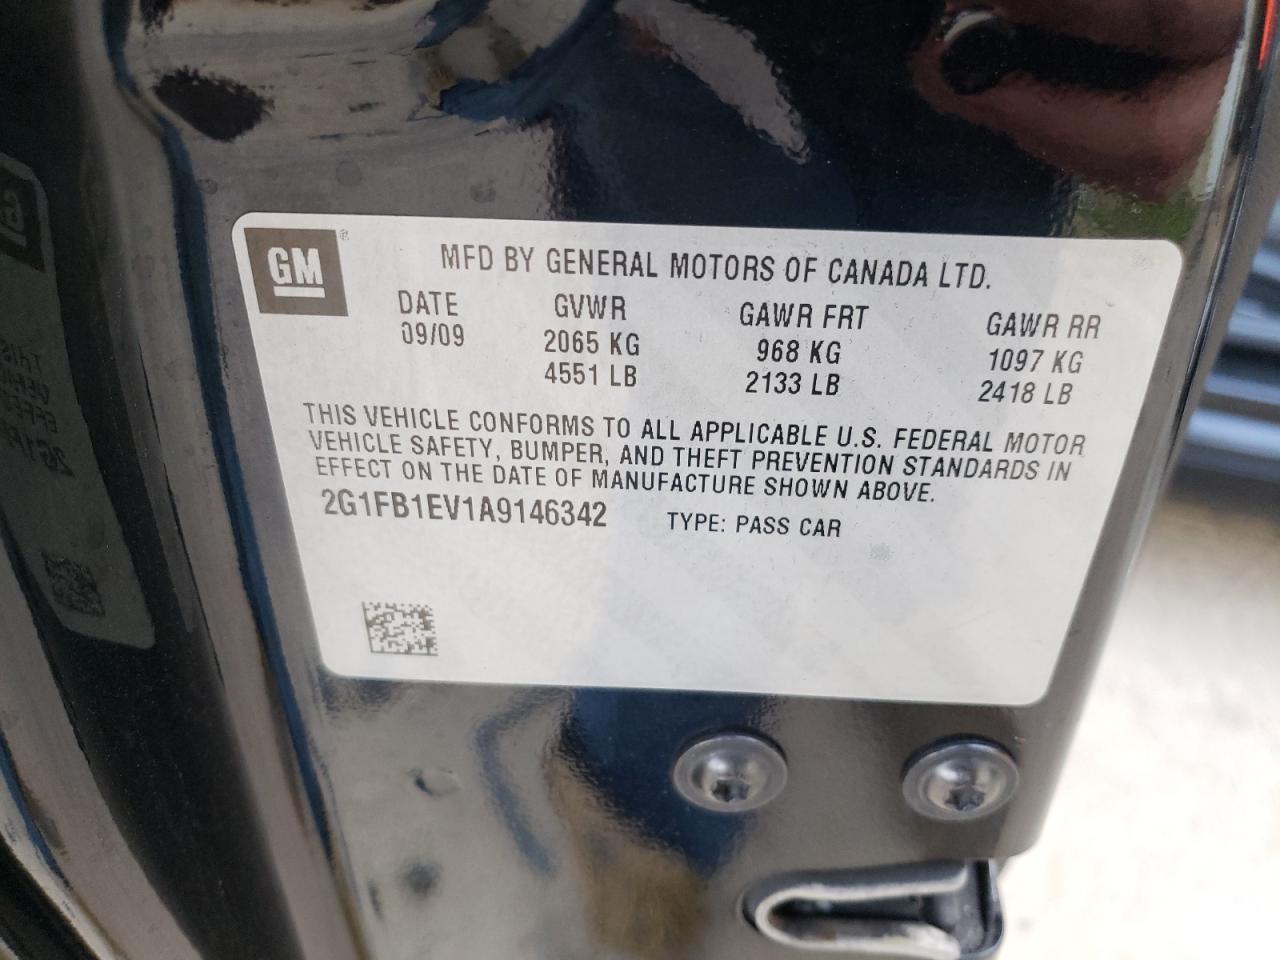 GM ®
MFD BY GENERAL MOTORS OF CANADA LTD.
DATE GVWR GAWR FRT GAWR RR
09/09 2065 KG 968 KG 1097 KG
4551 LB 2133 LB 2418 LB
THIS VEHICLE CONFORMS TO ALL APPLICABLE U.S. FEDERAL MOTOR
VEHICLE SAFETY, BUMPER, AND THEFT PREVENTION STANDARDS IN
EFFECT ON THE DATE OF MANUFACTURE SHOWN ABOVE.
2G1FB1EV1A9146342 TYPE: PASS CAR